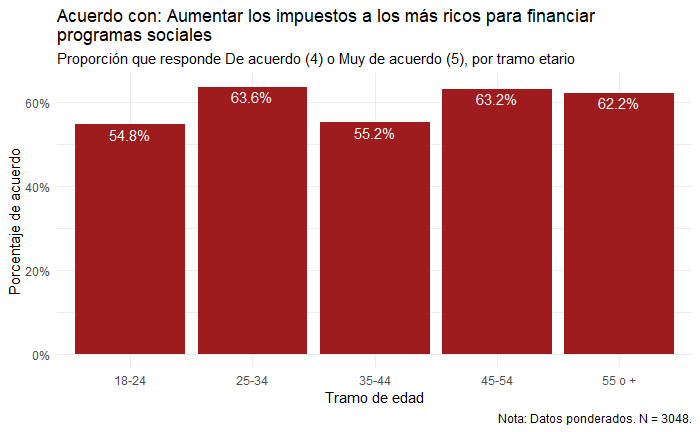 Acuerdo con: Aumentar los impuestos a los más ricos para financiar
programas sociales
Proporción que responde De acuerdo (4) o Muy de acuerdo (5), por tramo etario
Porcentaje de acuerdo
60%
40%
20%
0%
54.8%
63.6%
55.2%
63.2%
62.2%
18-24
25-34
35-44
45-54
55 o +
Tramo de edad
Nota: Datos ponderados. N = 3048.